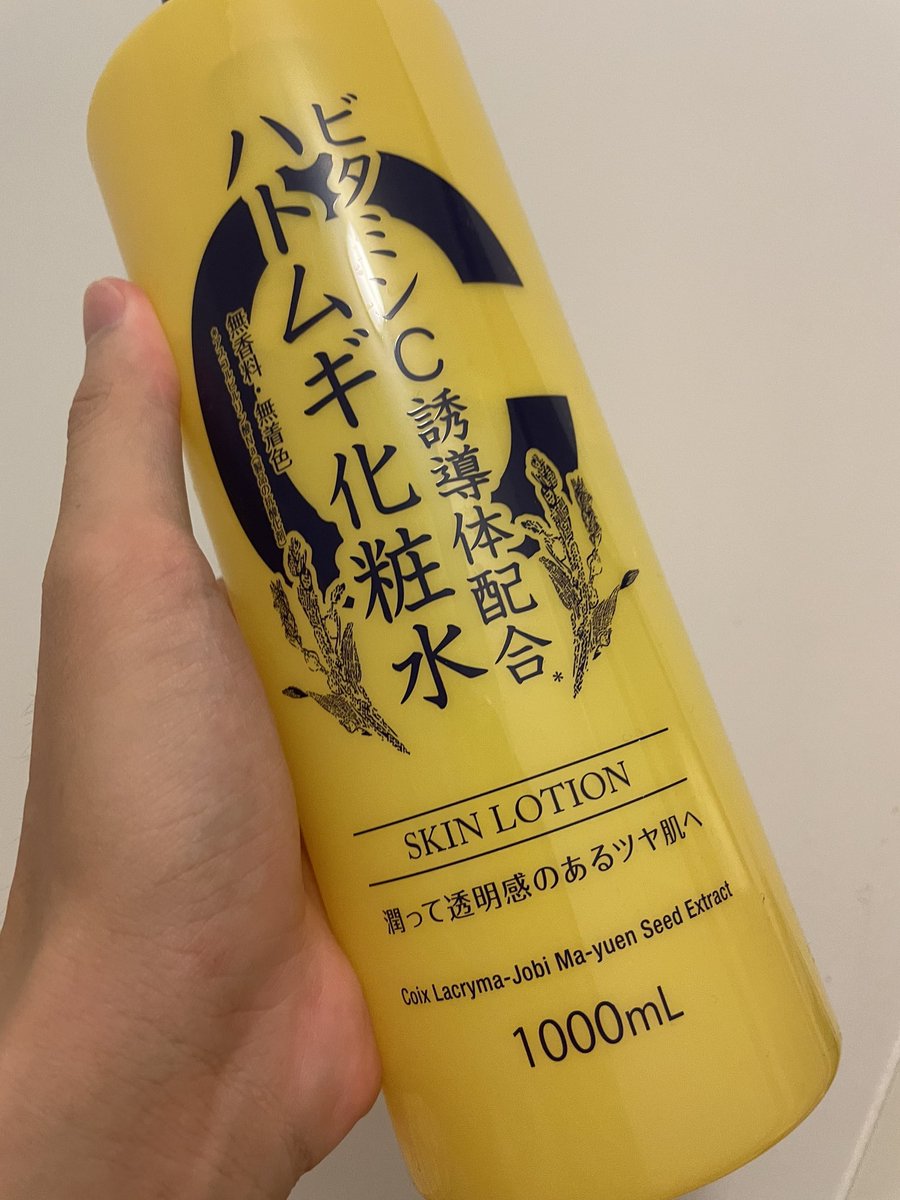 ビタミンC誘導体配合*
ハトムギ化粧水
無香料・無着色
SKIN LOTION
潤って透明感のあるツヤ肌へ
Coix Lacryma-Jobi Ma-yuen Seed Extract
1000mL